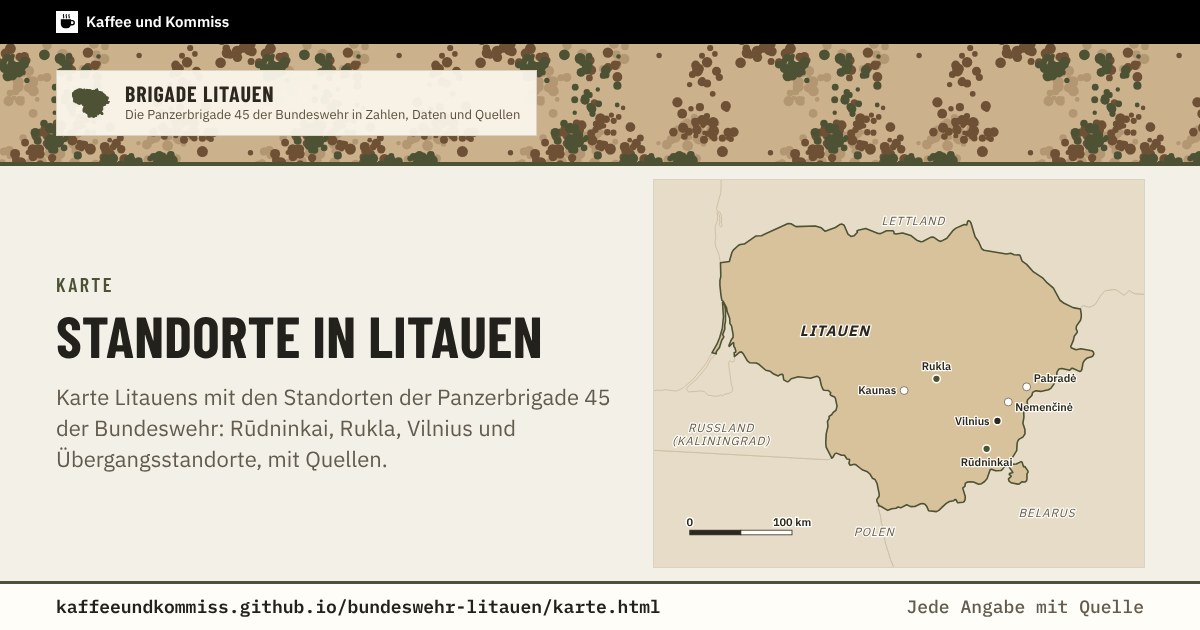 Kaffee und Kommiss
BRIGADE LITAUEN
Die Panzerbrigade 45 der Bundeswehr in Zahlen, Daten und Quellen
KARTE
STANDORTE IN LITAUEN
Karte Litauens mit den Standorten der Panzerbrigade 45
der Bundeswehr: Rūdninkai, Rukla, Vilnius und
Übergangsstandorte, mit Quellen.
LETTLAND
LITAUEN
Rukla
Pabradė
Kaunas
Nemenčinė
Vilnius
RUSSLAND
(KALININGRAD)
Rūdninkai
BELARUS
0 100 km
POLEN
kaffeeundkommiss.github.io/bundeswehr-litauen/karte.html
Jede Angabe mit Quelle